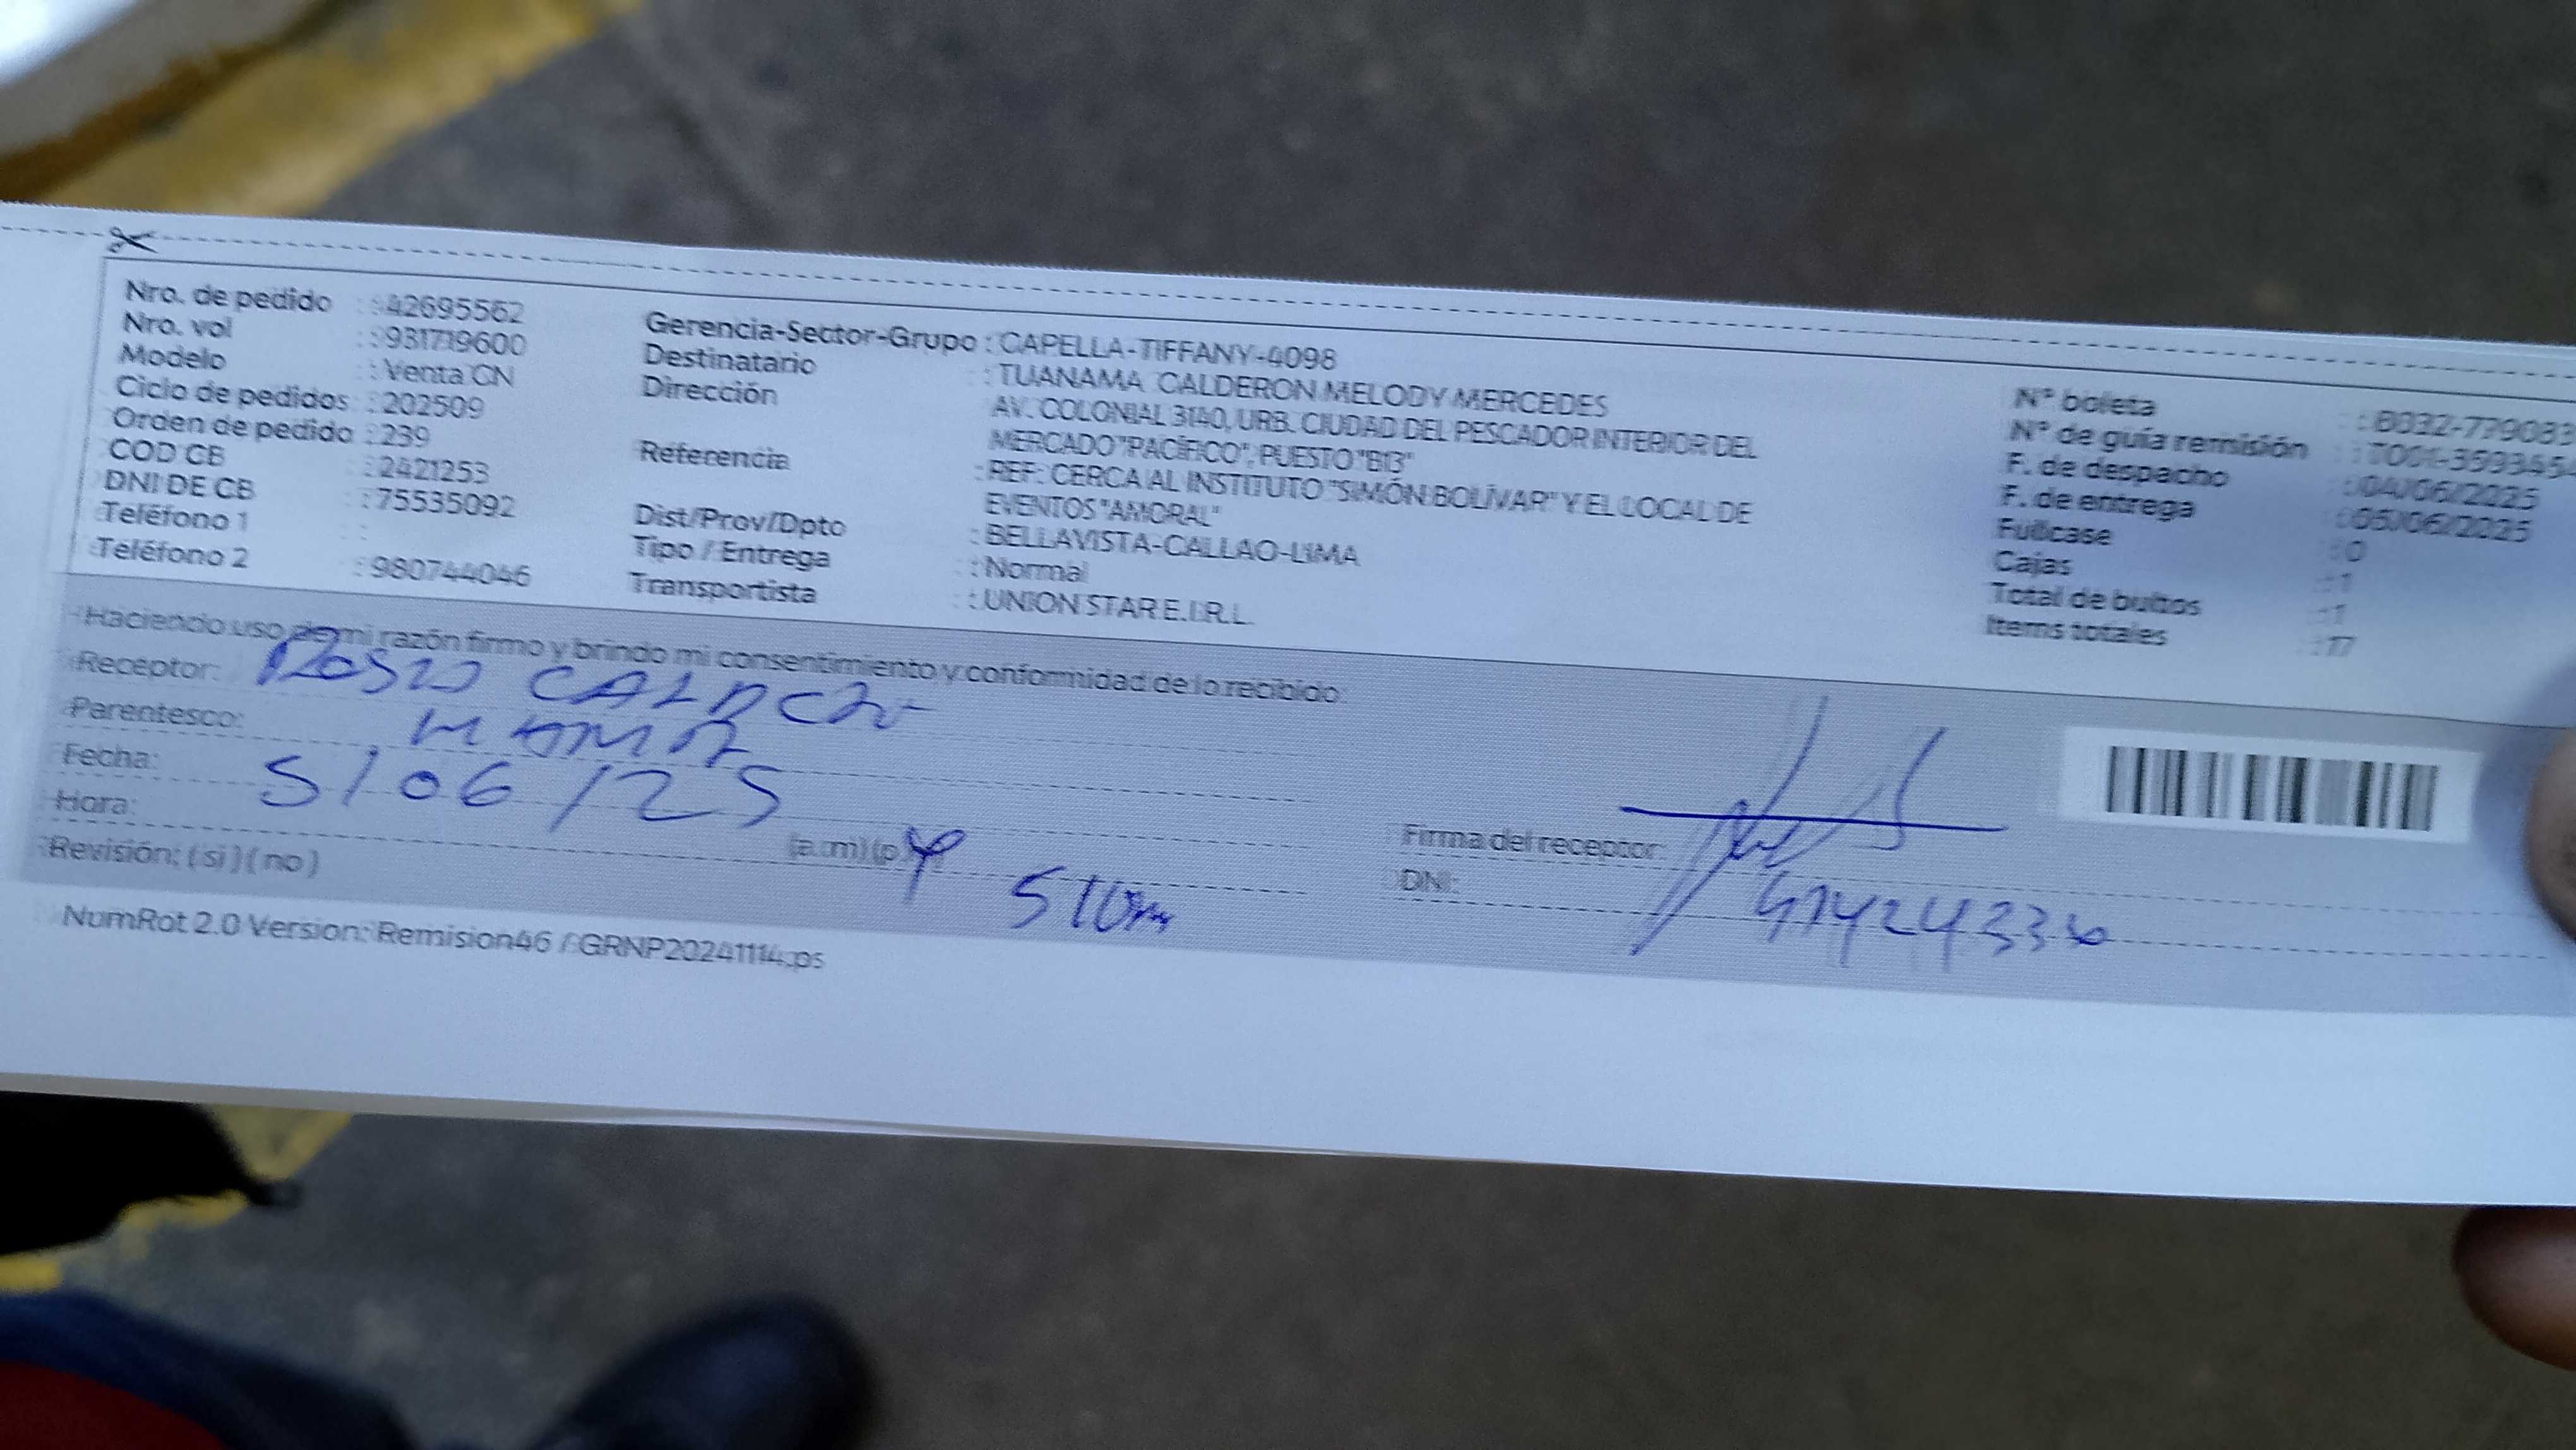 Nro. de pedido : 42695562
Nro. vol : 931719600
Modelo : Venta CN
Ciclo de pedidos : 202509
Orden de pedido : 239
COD CB : 2421253
DNI DE CB : 75535092
Teléfono 1 :
Teléfono 2 : 980744046
Gerencia-Sector-Grupo : CAPELLA-TIFFANY-4098
Destinatario : TUANAMA CALDERON MELODY MERCEDES
Dirección AV. COLONIAL 3140, URB. CIUDAD DEL PESCADOR INTERIOR DEL
MERCADO "PACÍFICO", PUESTO "B13"
Referencia : REF: CERCA AL INSTITUTO "SIMÓN BOLÍVAR" Y EL LOCAL DE
EVENTOS "AMORAL"
Dist/Prov/Dpto : BELLAVISTA-CALLAO-LIMA
Tipo / Entrega : Normal
Transportista : UNION STAR E.I.R.L.
N° boleta : B032-779033
N° de guía remisión : T001-3593454
F. de despacho : 04/06/2025
F. de entrega : 05/06/2025
Fullcase : 0
Cajas : 1
Total de bultos : 1
Items totales : 17
Haciendo uso de mi razón firmo y brindo mi consentimiento y conformidad de lo recibido:
Receptor:
Parentesco: MAMA
Fecha: 5/06/25
Hora: (a.m)(p
Revisión: (si)(no)
Firma del receptor:
DNI:
NumRot 2.0 Version: Remision46 / GRNP20241114.ps